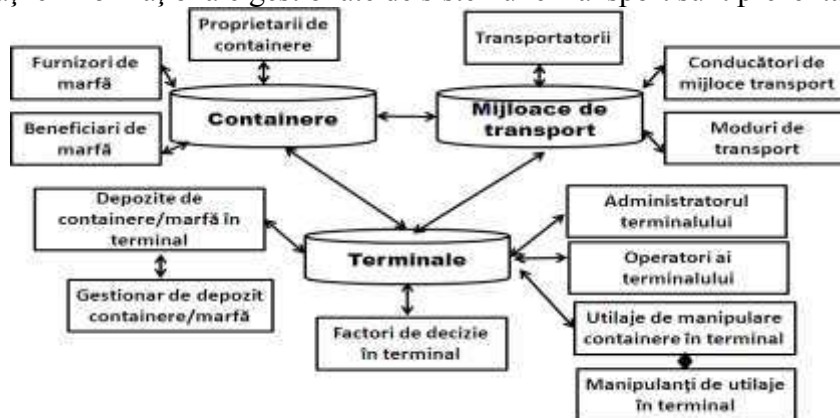 Proprietarii de
containere
Transportatorii
Furnizori de
marfă
Conducători de
mijloce transport
Containere
Mijloace de
transport
Beneficiari de
marfă
Moduri de
transport
Depozite de
containere/marfă în
terminal
Administratorul
terminalului
Terminale
Operatori ai
terminalului
Gestionar de depozit
containere/marfă
Factori de decizie
în terminal
Utilaje de manipulare
containere în terminal
Manipulanți de utilaje
în terminal